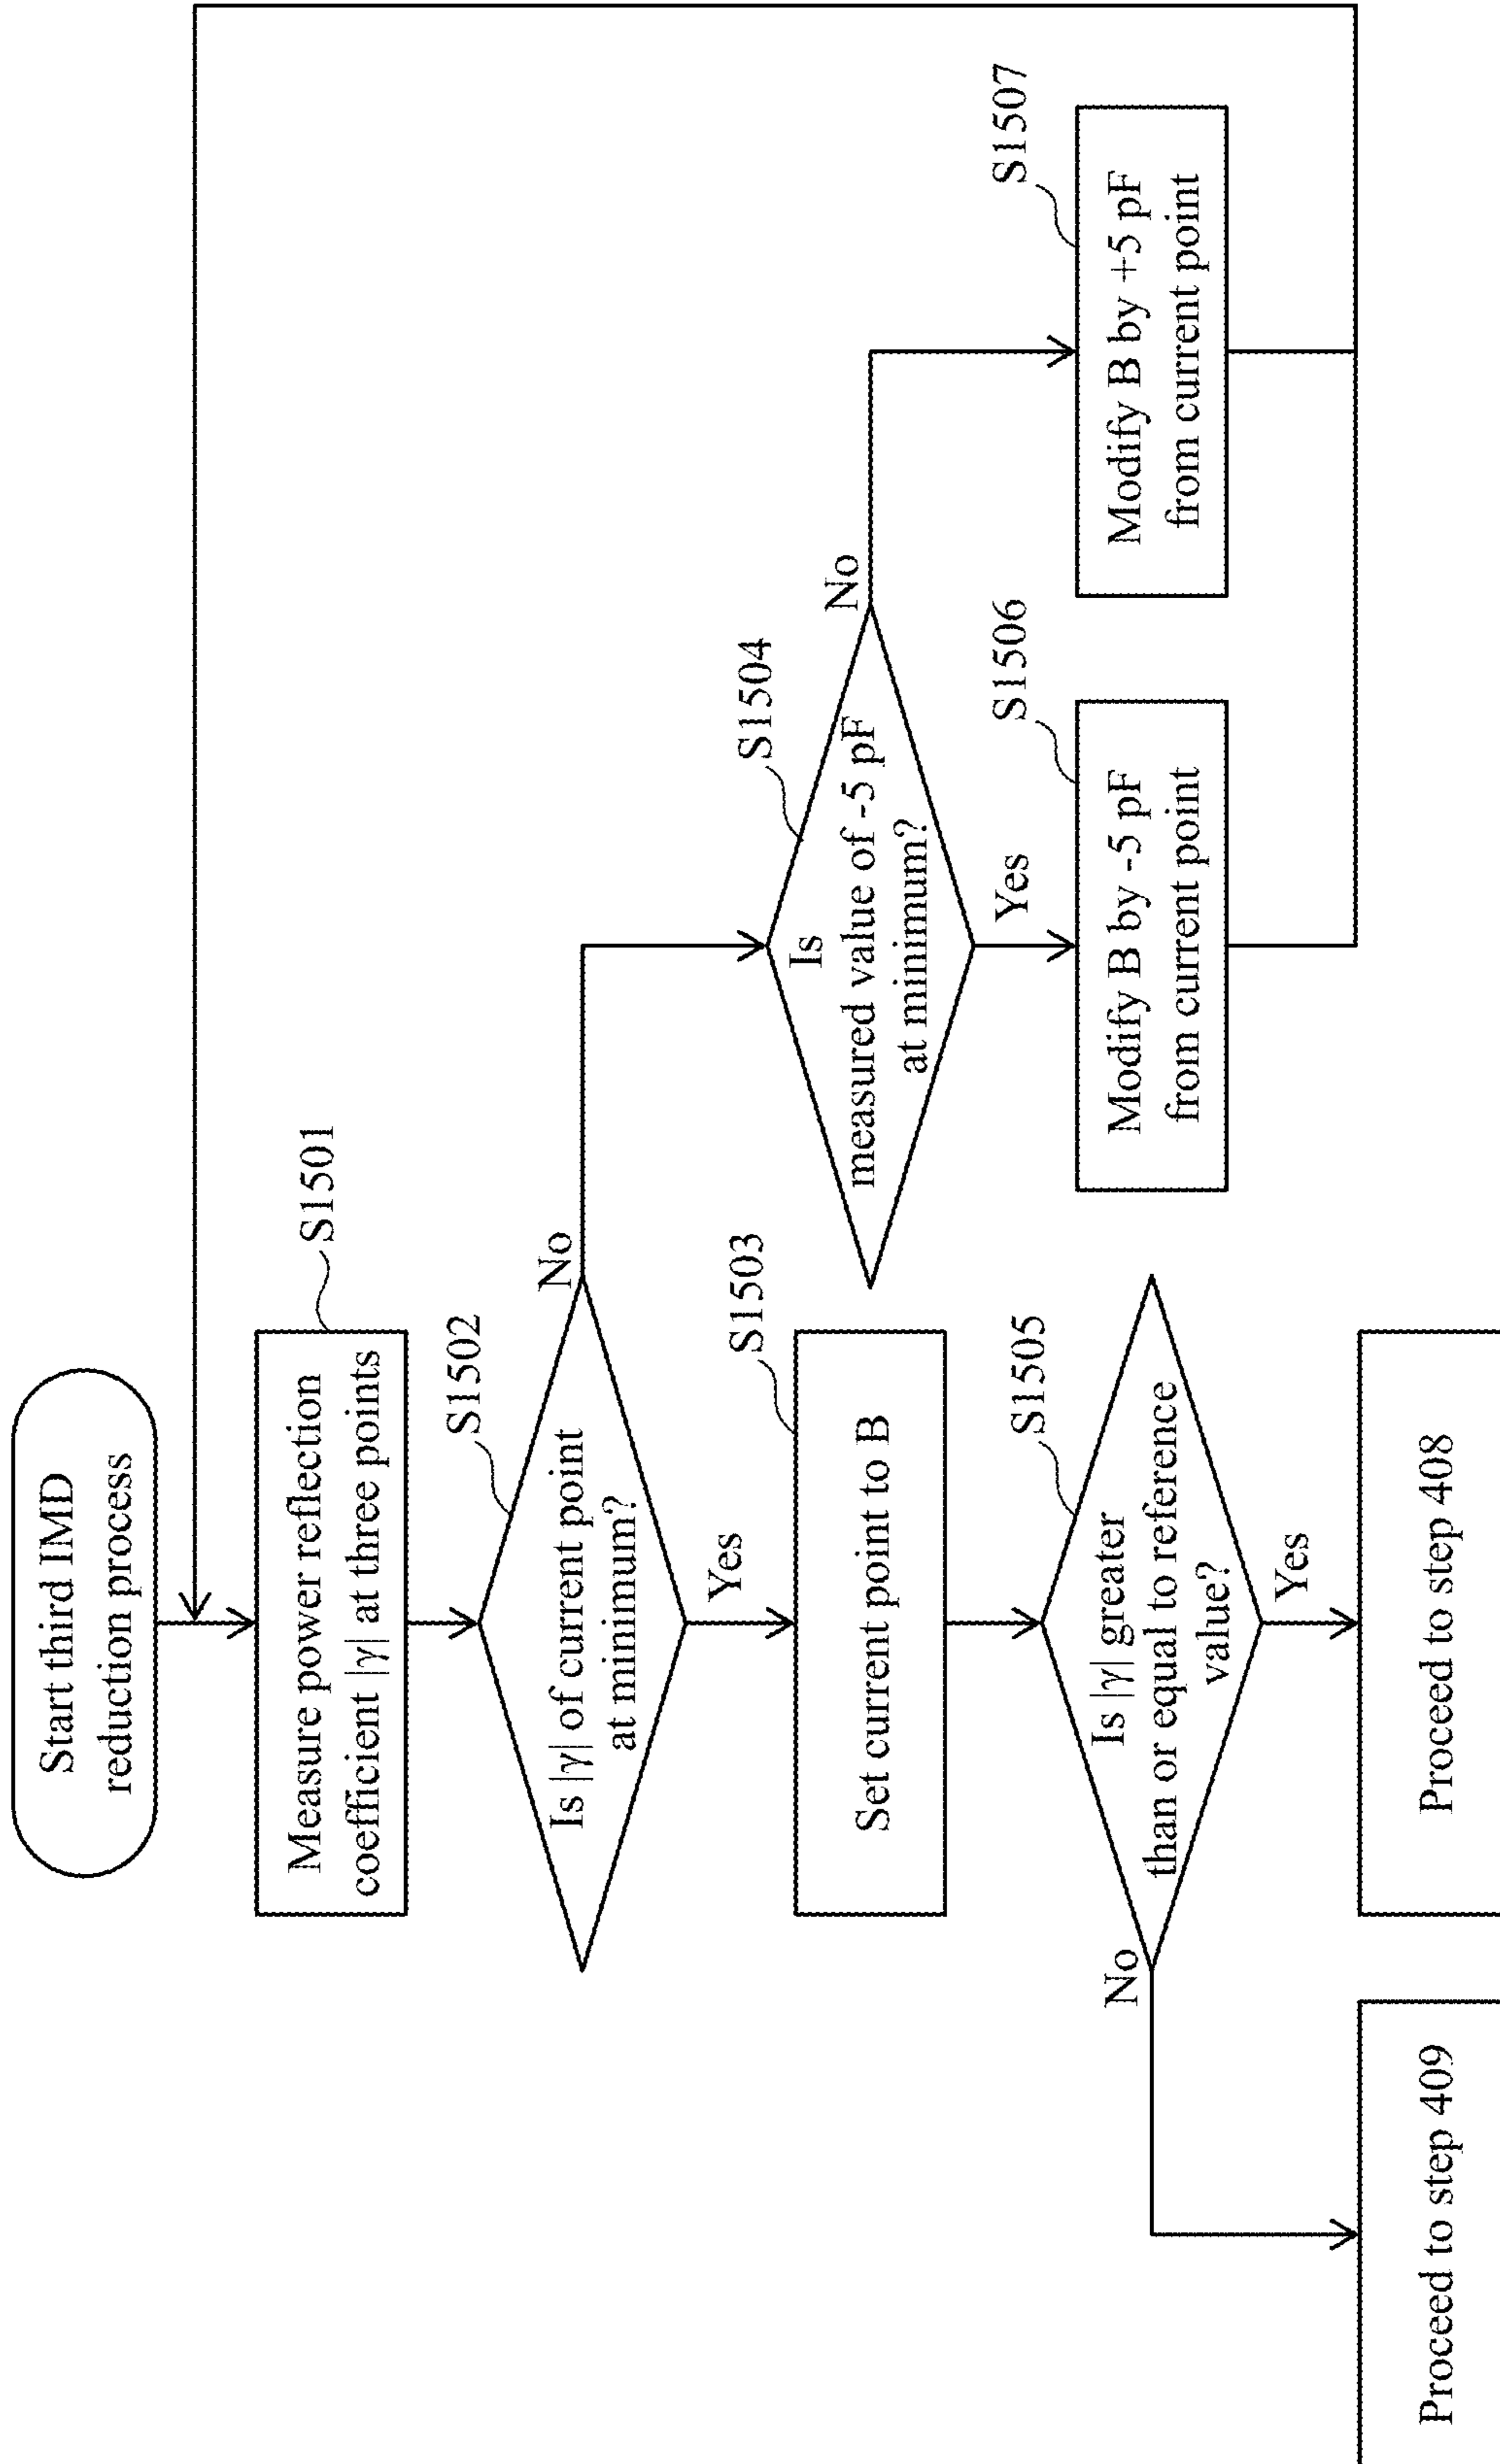 Start third IMD
reduction process
S1501
Measure power reflection
coefficient |γ| at three points
S1502
Is |γ| of current point
at minimum?
No
Yes
S1503
Set current point to B
S1504
Is
measured value of -5 pF
at minimum?
No
Yes
S1505
Is |γ| greater
than or equal to reference
value?
No
Yes
S1506
Modify B by -5 pF
from current point
S1507
Modify B by +5 pF
from current point
Proceed to step 409
Proceed to step 408